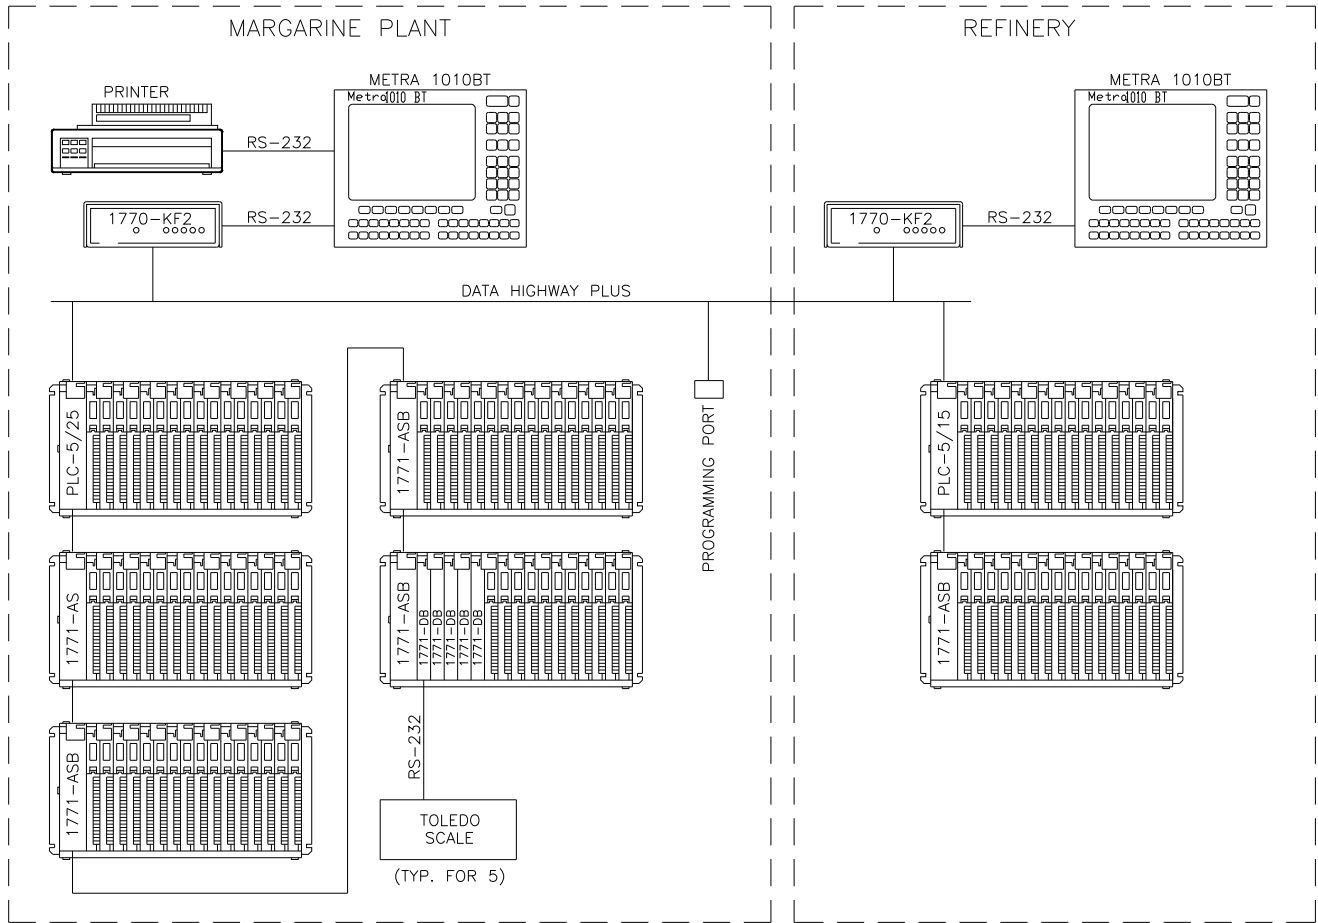 MARGARINE PLANT
REFINERY
METRA 1010BT
Metra1010 BT
PRINTER
RS-232
1770-KF2
RS-232
METRA 1010BT
Metra1010 BT
1770-KF2
RS-232
DATA HIGHWAY PLUS
PLC-5/25
1771-ASB
PROGRAMMING PORT
PLC-5/15
1771-AS
1771-ASB
1771-DB
1771-DB
1771-DB
1771-DB
1771-DB
1771-ASB
1771-ASB
RS-232
TOLEDO
SCALE
(TYP. FOR 5)